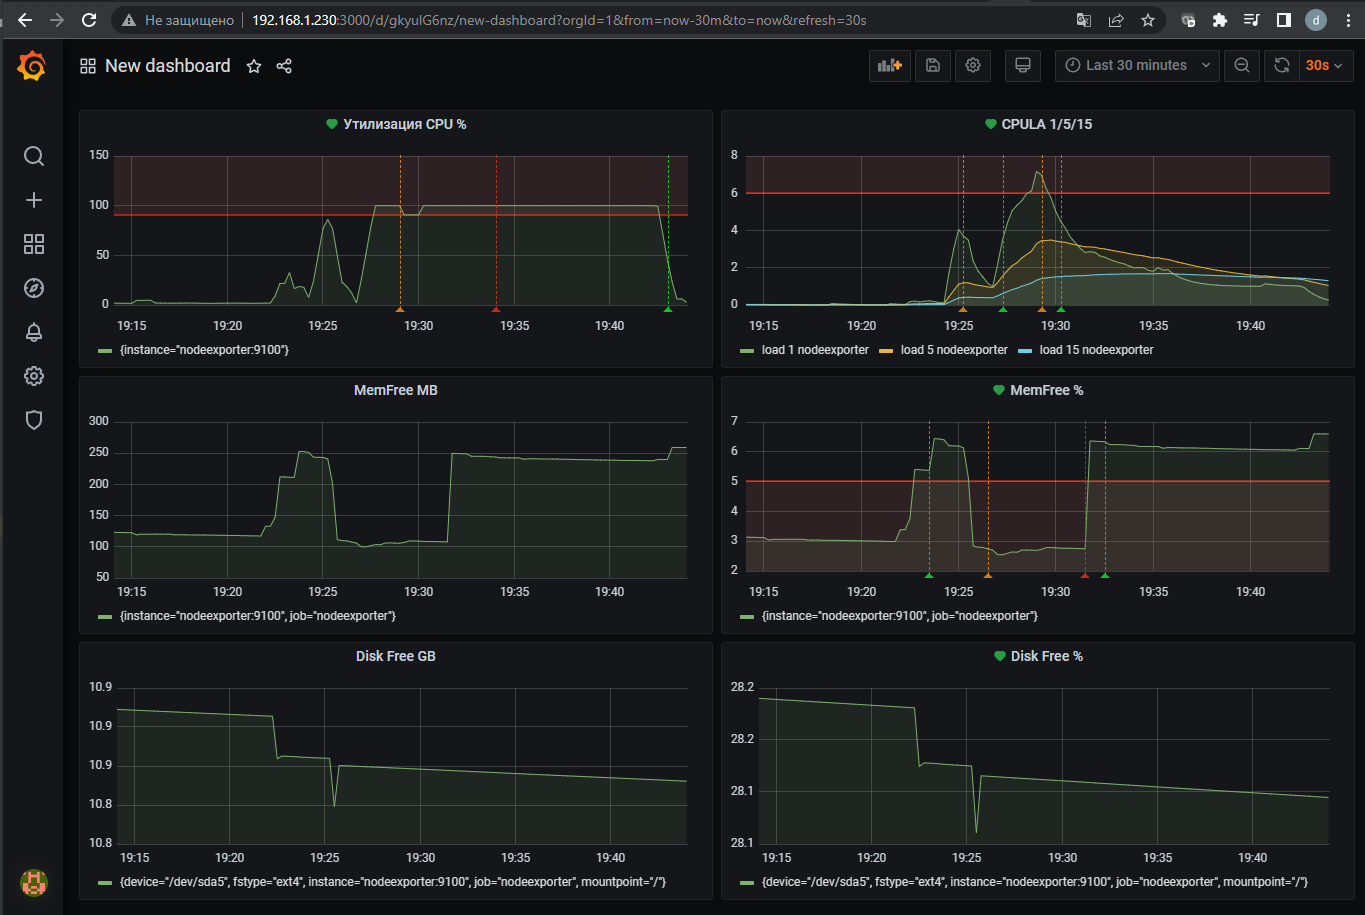 Не защищено 192.168.1.230:3000/d/gkyulG6nz/new-dashboard?orgId=1&from=now-30m&to=now&refresh=30s d
New dashboard Last 30 minutes 30s
Утилизация CPU %
150
100
50
0
19:15 19:20 19:25 19:30 19:35 19:40
{instance="nodeexporter:9100"}
CPULA 1/5/15
8
6
4
2
0
19:15 19:20 19:25 19:30 19:35 19:40
load 1 nodeexporter load 5 nodeexporter load 15 nodeexporter
MemFree MB
300
250
200
150
100
50
19:15 19:20 19:25 19:30 19:35 19:40
{instance="nodeexporter:9100", job="nodeexporter"}
MemFree %
7
6
5
4
3
2
19:15 19:20 19:25 19:30 19:35 19:40
{instance="nodeexporter:9100", job="nodeexporter"}
Disk Free GB
10.9
10.9
10.9
10.8
10.8
19:15 19:20 19:25 19:30 19:35 19:40
{device="/dev/sda5", fstype="ext4", instance="nodeexporter:9100", job="nodeexporter", mountpoint="/"}
Disk Free %
28.2
28.2
28.1
28.1
19:15 19:20 19:25 19:30 19:35 19:40
{device="/dev/sda5", fstype="ext4", instance="nodeexporter:9100", job="nodeexporter", mountpoint="/"}